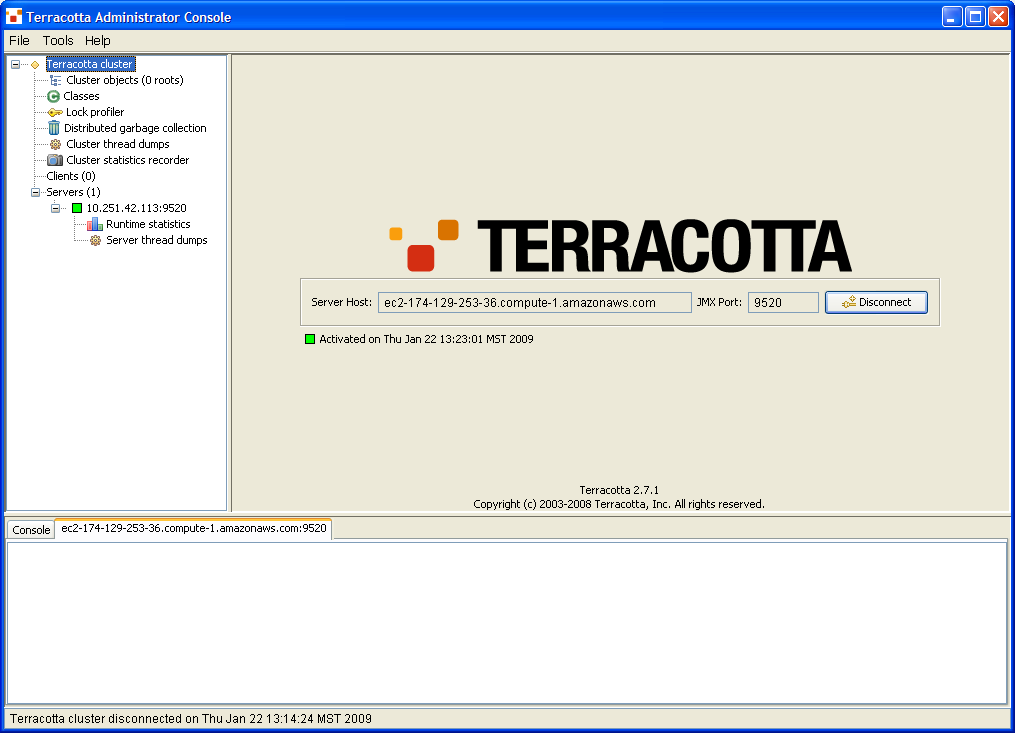 Terracotta Administrator Console
File Tools Help
Terracotta cluster
Cluster objects (0 roots)
Classes
Lock profiler
Distributed garbage collection
Cluster thread dumps
Cluster statistics recorder
Clients (0)
Servers (1)
10.251.42.113:9520
Runtime statistics
Server thread dumps
TERRACOTTA
Server Host: ec2-174-129-253-36.compute-1.amazonaws.com JMX Port: 9520 Disconnect
Activated on Thu Jan 22 13:23:01 MST 2009
Terracotta 2.7.1
Copyright (c) 2003-2008 Terracotta, Inc. All rights reserved.
Console ec2-174-129-253-36.compute-1.amazonaws.com:9520
Terracotta cluster disconnected on Thu Jan 22 13:14:24 MST 2009